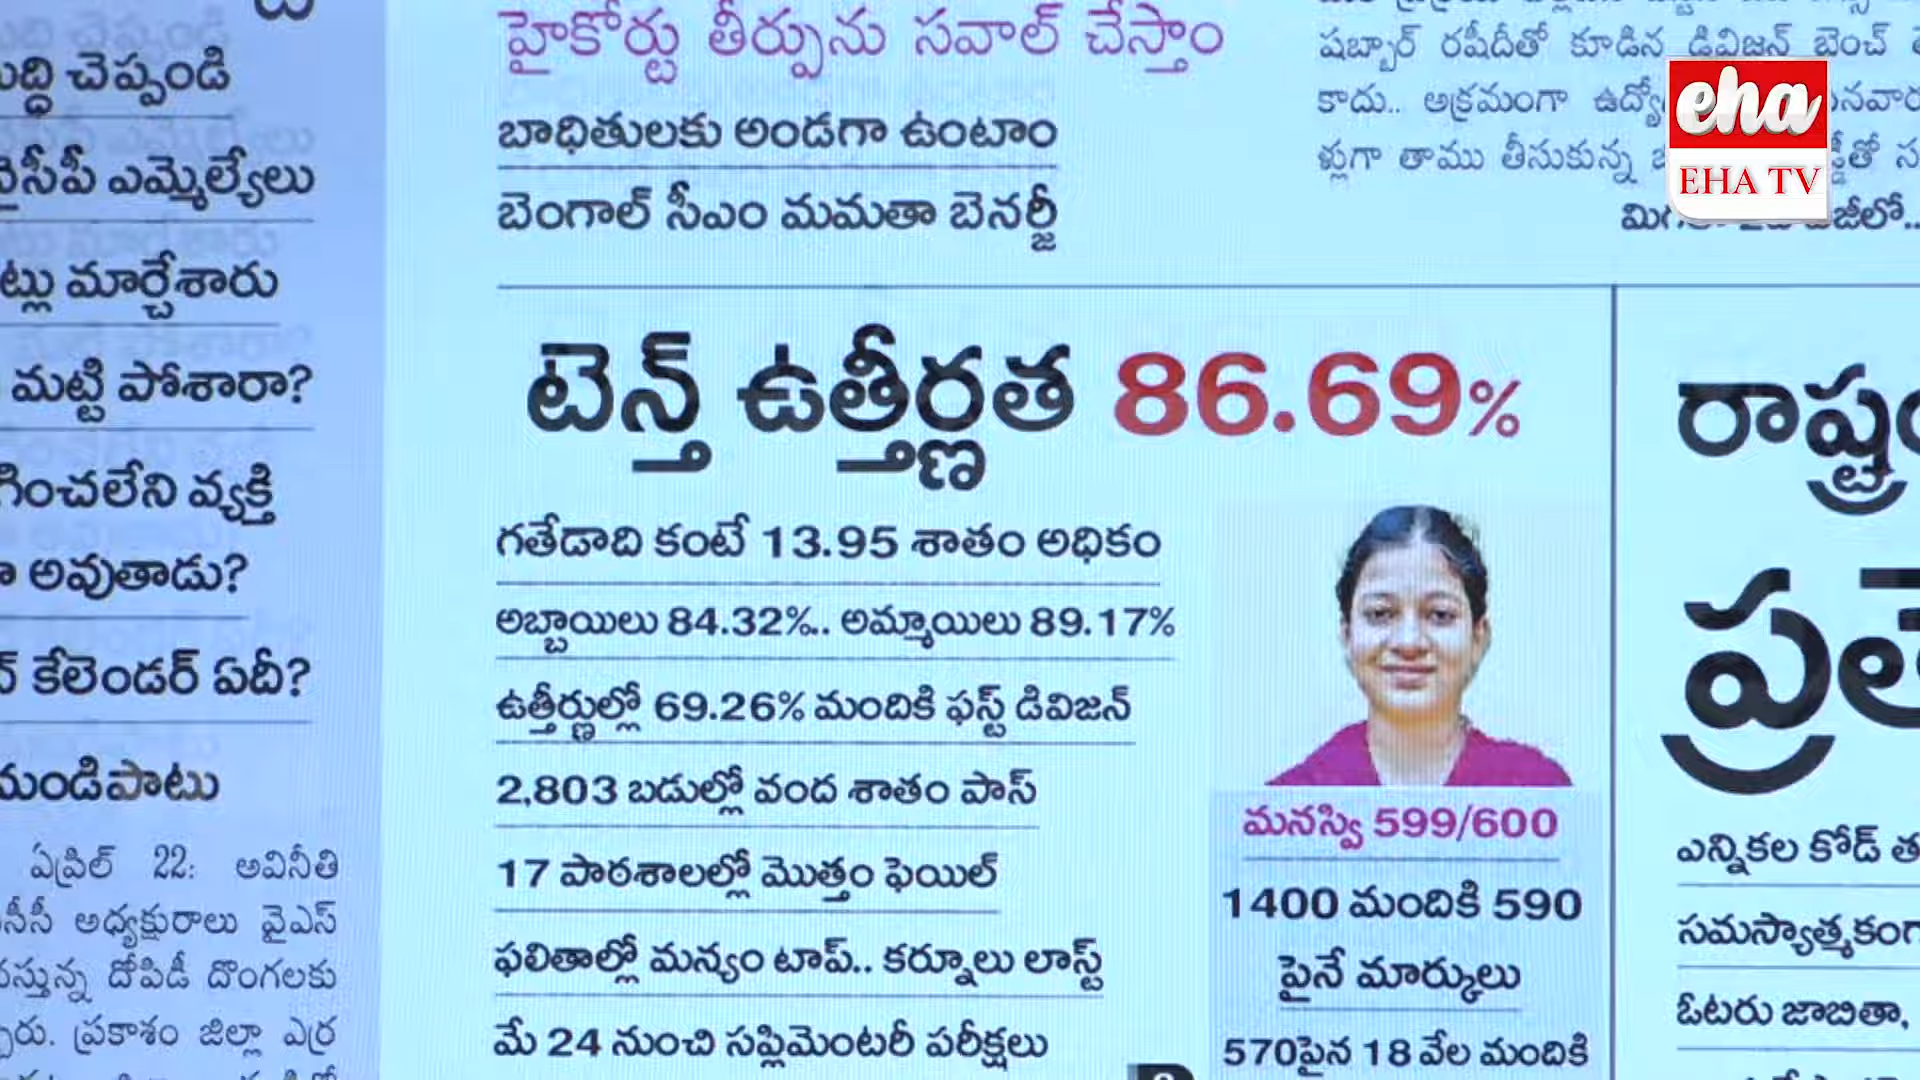 ద్ధి చెప్పండి
వైసీపీ ఎమ్మెల్యేలు
ట్లు మార్చేశారు
మట్టి పోశారా?
గించలేని వ్యక్తి
అవుతాడు?
కేలెండర్ ఏదీ?
మండిపాటు
ఏప్రిల్ 22: అవినీతి
సీసీ అధ్యక్షురాలు వైఎస్
వస్తున్న దోపిడీ దొంగలకు
రు. ప్రకాశం జిల్లా ఎర్ర
హైకోర్టు తీర్పును సవాల్ చేస్తాం
బాధితులకు అండగా ఉంటాం
బెంగాల్ సీఎం మమతా బెనర్జీ
టెన్త్ ఉత్తీర్ణత 86.69%
గతేడాది కంటే 13.95 శాతం అధికం
అబ్బాయిలు 84.32%.. అమ్మాయిలు 89.17%
ఉత్తీర్ణుల్లో 69.26% మందికి ఫస్ట్ డివిజన్
2,803 బడుల్లో వంద శాతం పాస్
17 పాఠశాలల్లో మొత్తం ఫెయిల్
ఫలితాల్లో మన్యం టాప్.. కర్నూలు లాస్ట్
మే 24 నుంచి సప్లిమెంటరీ పరీక్షలు
మనస్వి 599/600
1400 మందికి 590
పైనే మార్కులు
570పైన 18 వేల మందికి
షబ్బార్ రషీదీతో కూడిన డివిజన్ బెంచ్
కాదు.. అక్రమంగా
ళ్లుగా తాము తీసుకున్న
eha
EHA TV
ఎన్నికల కోడ్
ఓటరు జాబితా,